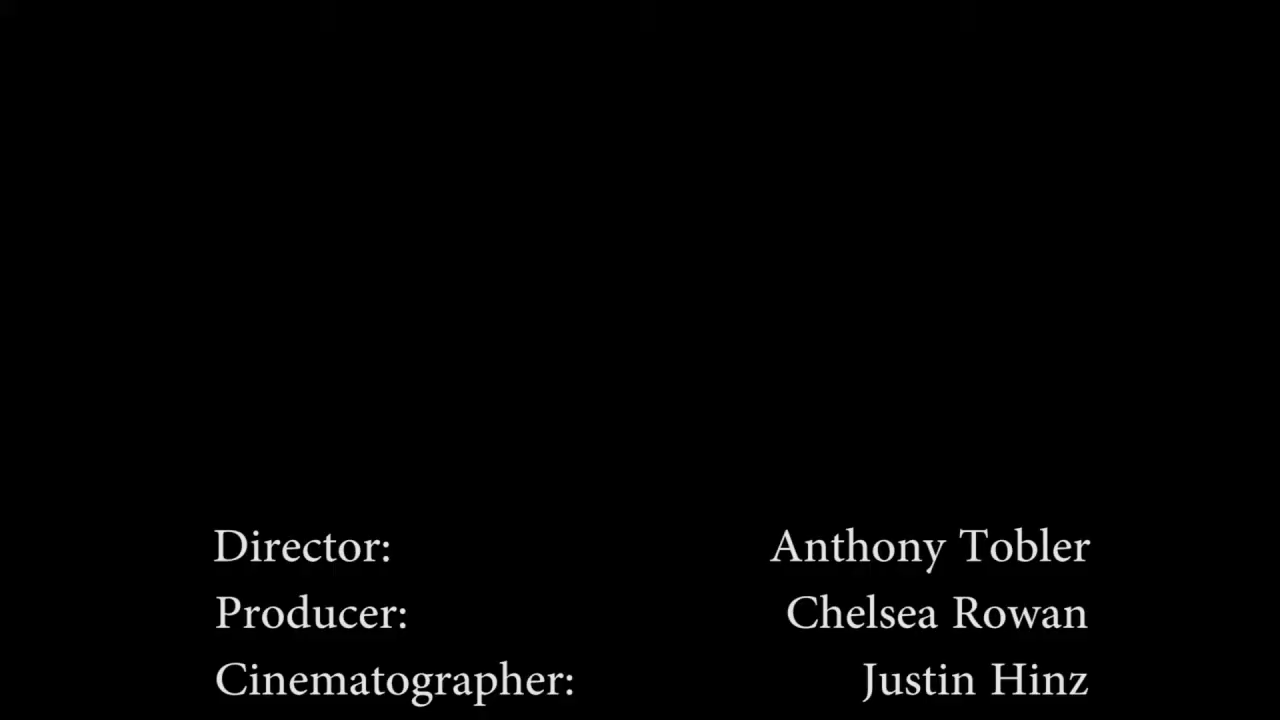 Director: Anthony Tobler
Producer: Chelsea Rowan
Cinematographer: Justin Hinz